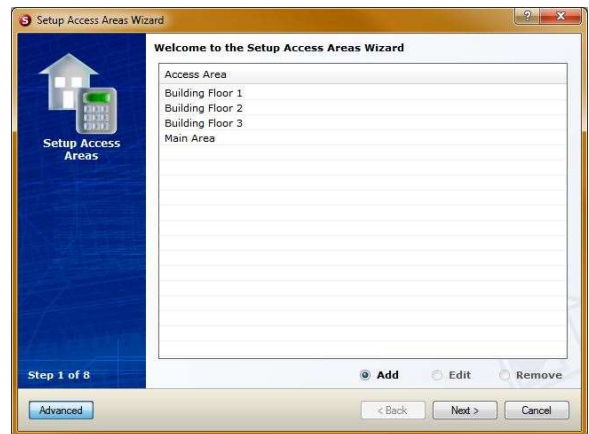 Setup Access Areas Wizard
Welcome to the Setup Access Areas Wizard
Access Area
Building Floor 1
Building Floor 2
Building Floor 3
Main Area
Setup Access
Areas
Step 1 of 8
Add
Edit
Remove
Advanced
< Back
Next >
Cancel